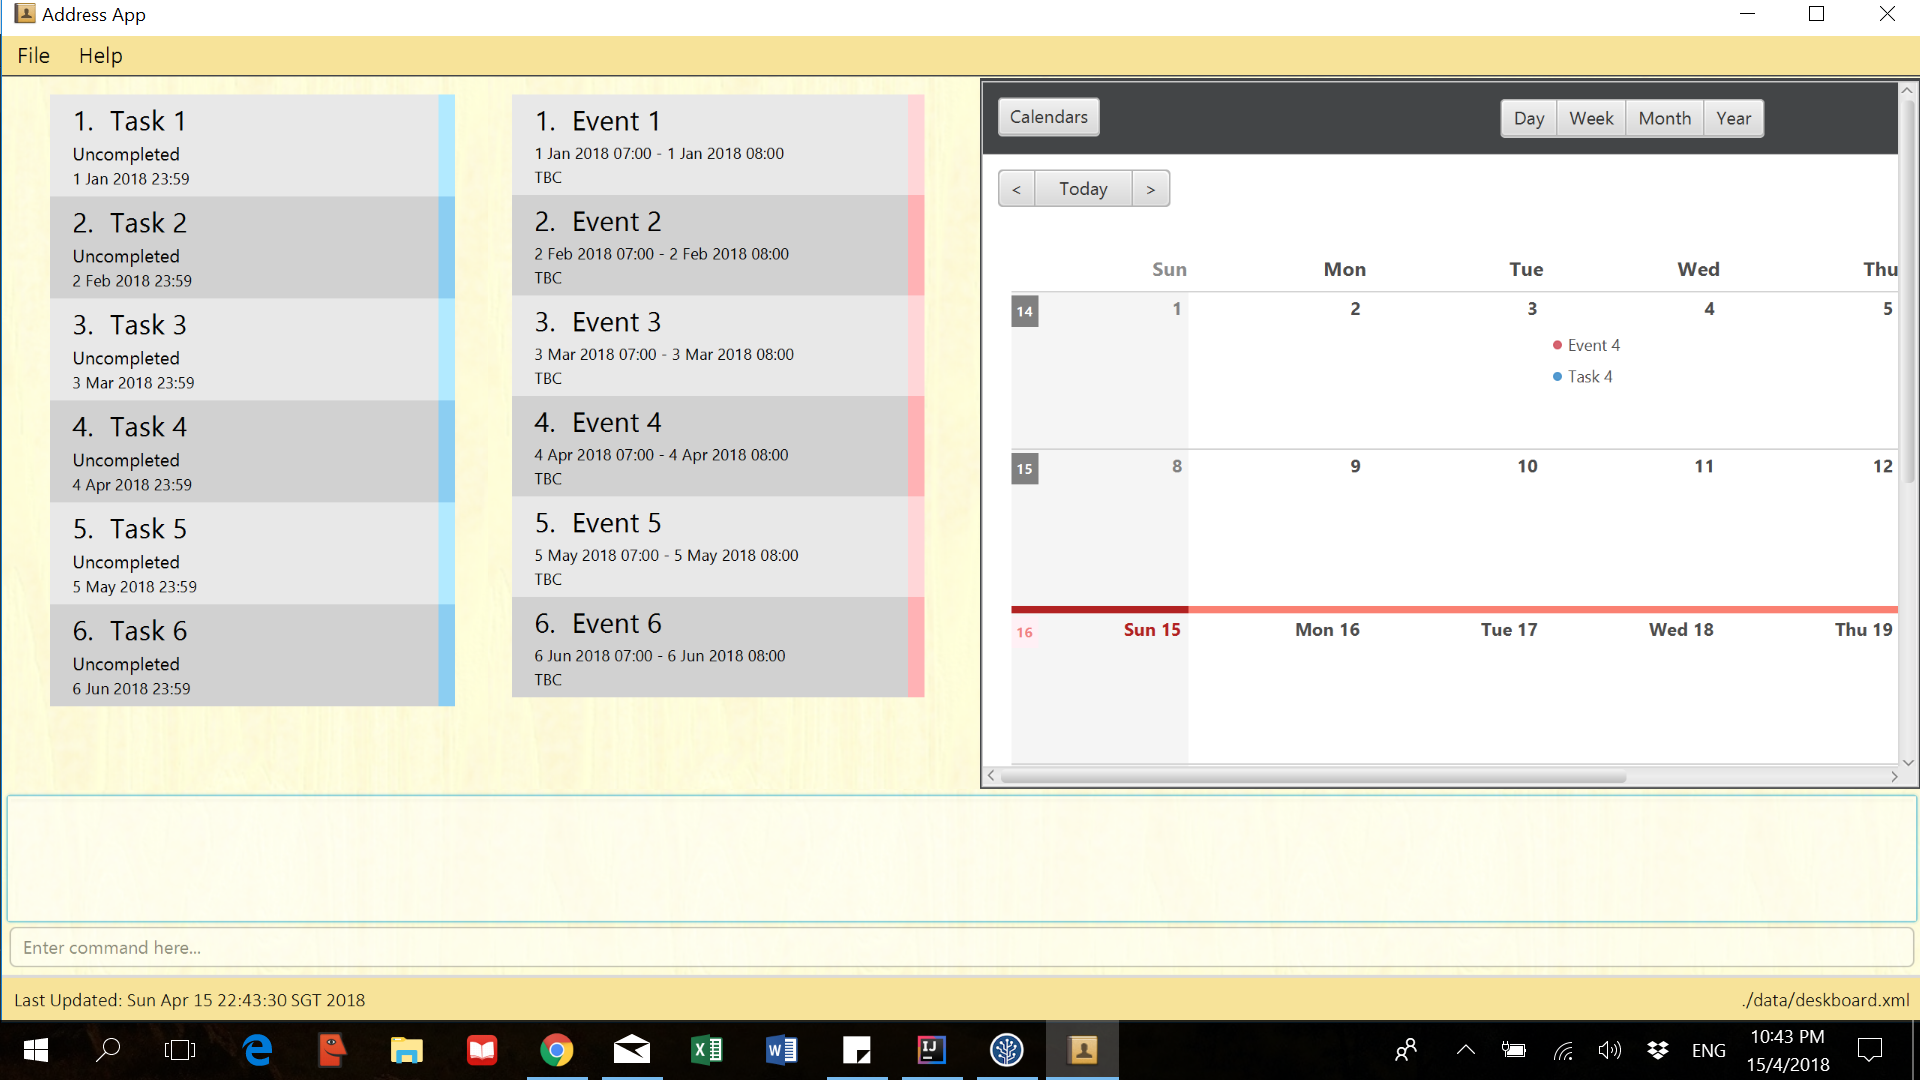 Address App
File Help
1. Task 1
Uncompleted
1 Jan 2018 23:59
2. Task 2
Uncompleted
2 Feb 2018 23:59
3. Task 3
Uncompleted
3 Mar 2018 23:59
4. Task 4
Uncompleted
4 Apr 2018 23:59
5. Task 5
Uncompleted
5 May 2018 23:59
6. Task 6
Uncompleted
6 Jun 2018 23:59
1. Event 1
1 Jan 2018 07:00 - 1 Jan 2018 08:00
TBC
2. Event 2
2 Feb 2018 07:00 - 2 Feb 2018 08:00
TBC
3. Event 3
3 Mar 2018 07:00 - 3 Mar 2018 08:00
TBC
4. Event 4
4 Apr 2018 07:00 - 4 Apr 2018 08:00
TBC
5. Event 5
5 May 2018 07:00 - 5 May 2018 08:00
TBC
6. Event 6
6 Jun 2018 07:00 - 6 Jun 2018 08:00
TBC
Calendars Day Week Month Year
< Today >
Sun Mon Tue Wed Thu
14 1 2 3 4 5
Event 4
Task 4
15 8 9 10 11 12
16 Sun 15 Mon 16 Tue 17 Wed 18 Thu 19
Enter command here...
Last Updated: Sun Apr 15 22:43:30 SGT 2018 ./data/deskboard.xml
ENG 10:43 PM
15/4/2018